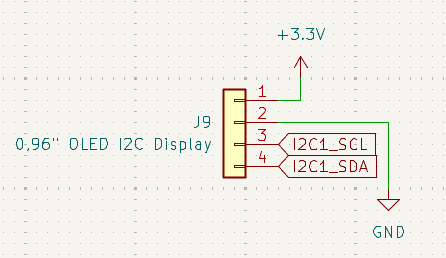 +3.3V
1
J9
2
0,96" OLED I2C Display
3
I2C1_SCL
4
I2C1_SDA
GND